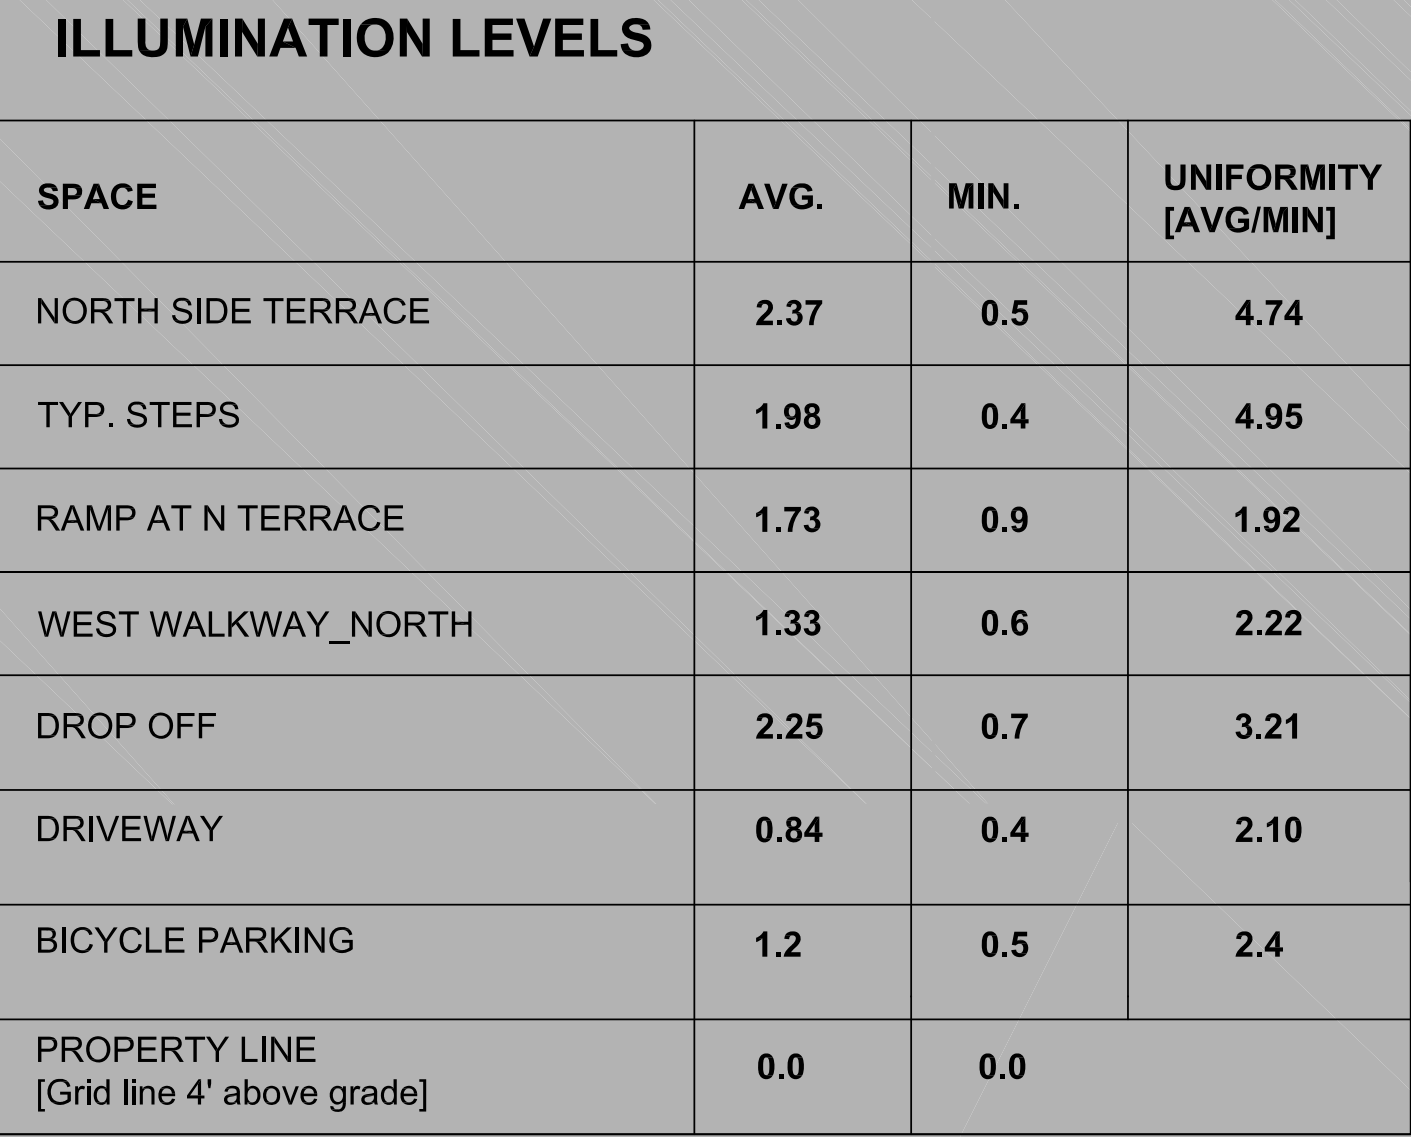 ILLUMINATION LEVELS
SPACE AVG. MIN. UNIFORMITY [AVG/MIN]
NORTH SIDE TERRACE 2.37 0.5 4.74
TYP. STEPS 1.98 0.4 4.95
RAMP AT N TERRACE 1.73 0.9 1.92
WEST WALKWAY_NORTH 1.33 0.6 2.22
DROP OFF 2.25 0.7 3.21
DRIVEWAY 0.84 0.4 2.10
BICYCLE PARKING 1.2 0.5 2.4
PROPERTY LINE
[Grid line 4' above grade] 0.0 0.0